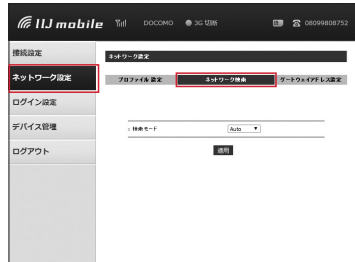 IIJ mobile DOCOMO 3G 切断 08099808752
接続設定
ネットワーク設定
ログイン設定
デバイス管理
ログアウト
ネットワーク設定
プロファイル設定 ネットワーク検索 ゲートウェイアドレス設定
: 検索モード Auto
適用